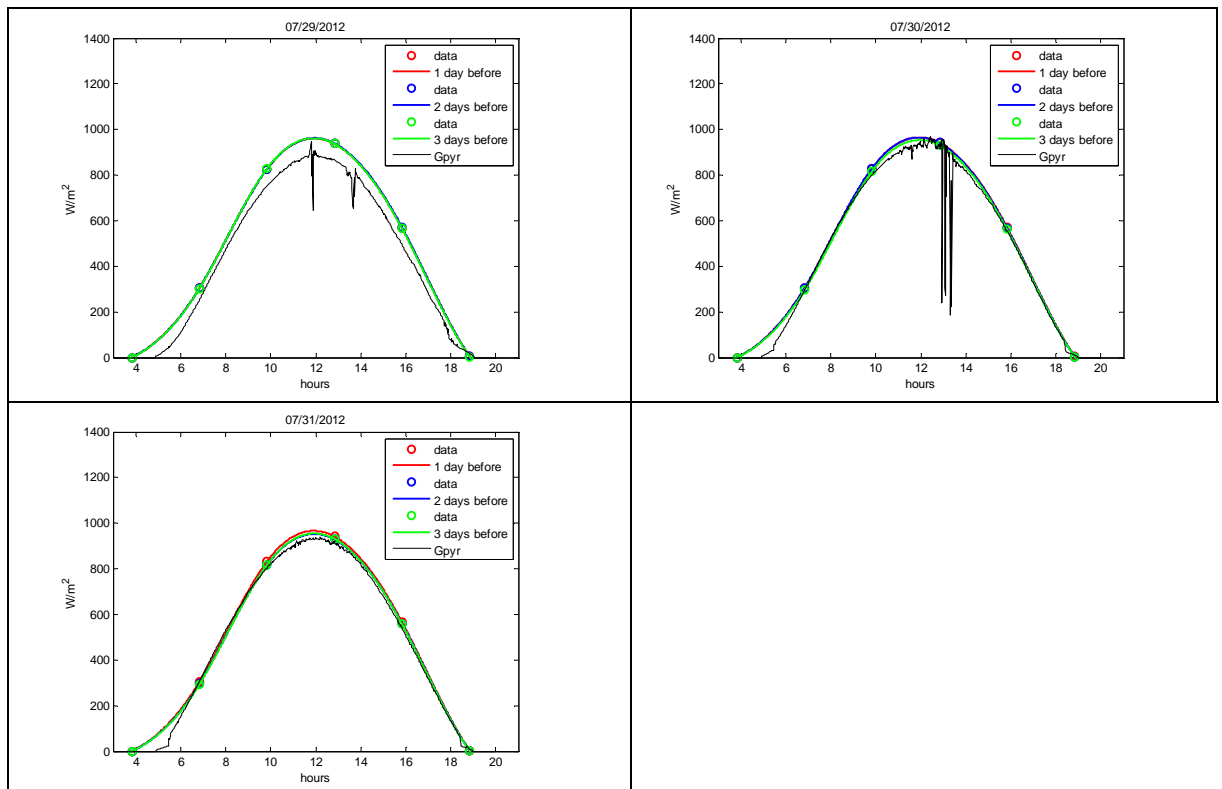 07/29/2012
1400
1200
1000
800
600
400
200
0
W/m²
4 6 8 10 12 14 16 18 20
hours
data
1 day before
data
2 days before
data
3 days before
Gpyr
07/30/2012
1400
1200
1000
800
600
400
200
0
W/m²
4 6 8 10 12 14 16 18 20
hours
data
1 day before
data
2 days before
data
3 days before
Gpyr
07/31/2012
1400
1200
1000
800
600
400
200
0
W/m²
4 6 8 10 12 14 16 18 20
hours
data
1 day before
data
2 days before
data
3 days before
Gpyr